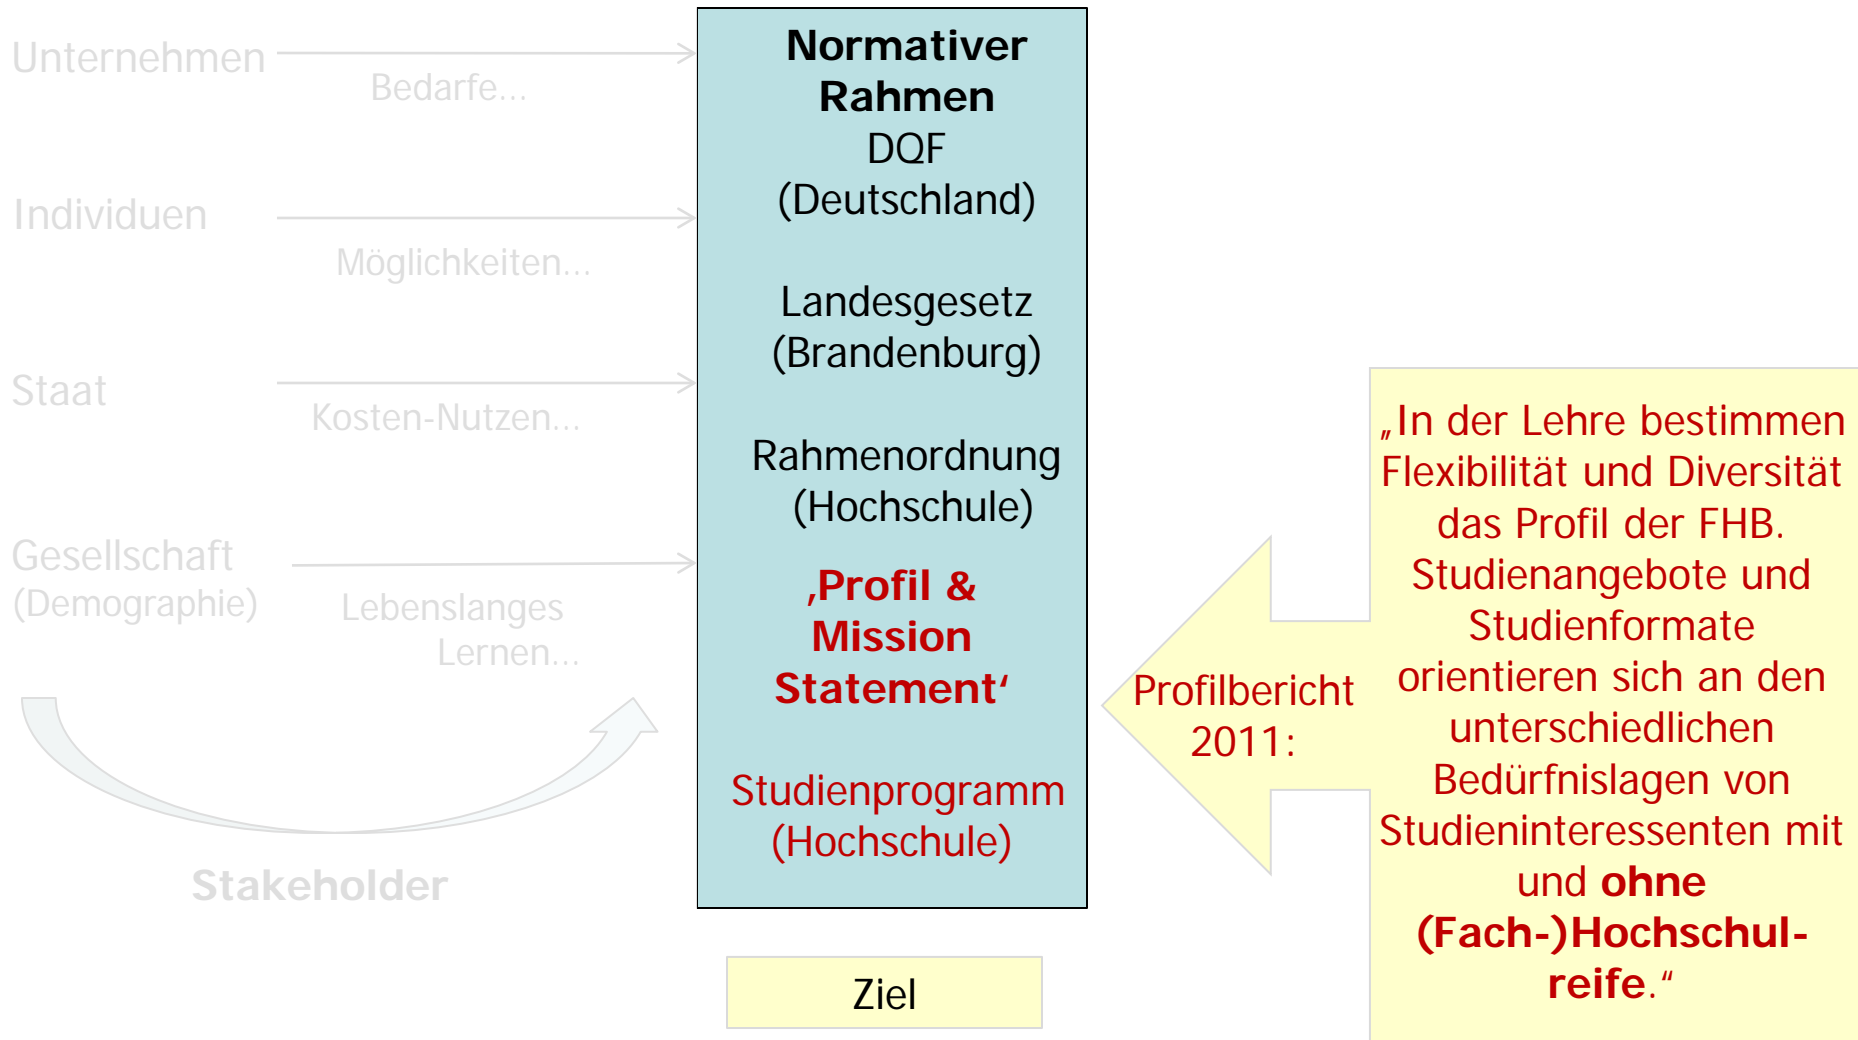 Unternehmen
Bedarfe...
Individuen
Möglichkeiten...
Staat
Kosten-Nutzen...
Gesellschaft
(Demographie)
Lebenslanges
Lernen...
Stakeholder
Normativer
Rahmen
DQF
(Deutschland)
Landesgesetz
(Brandenburg)
Rahmenordnung
(Hochschule)
‚Profil &
Mission
Statement‘
Studienprogramm
(Hochschule)
Ziel
Profilbericht
2011:
„In der Lehre bestimmen
Flexibilität und Diversität
das Profil der FHB.
Studienangebote und
Studienformate
orientieren sich an den
unterschiedlichen
Bedürfnislagen von
Studieninteressenten mit
und ohne
(Fach-)Hochschul-
reife.“